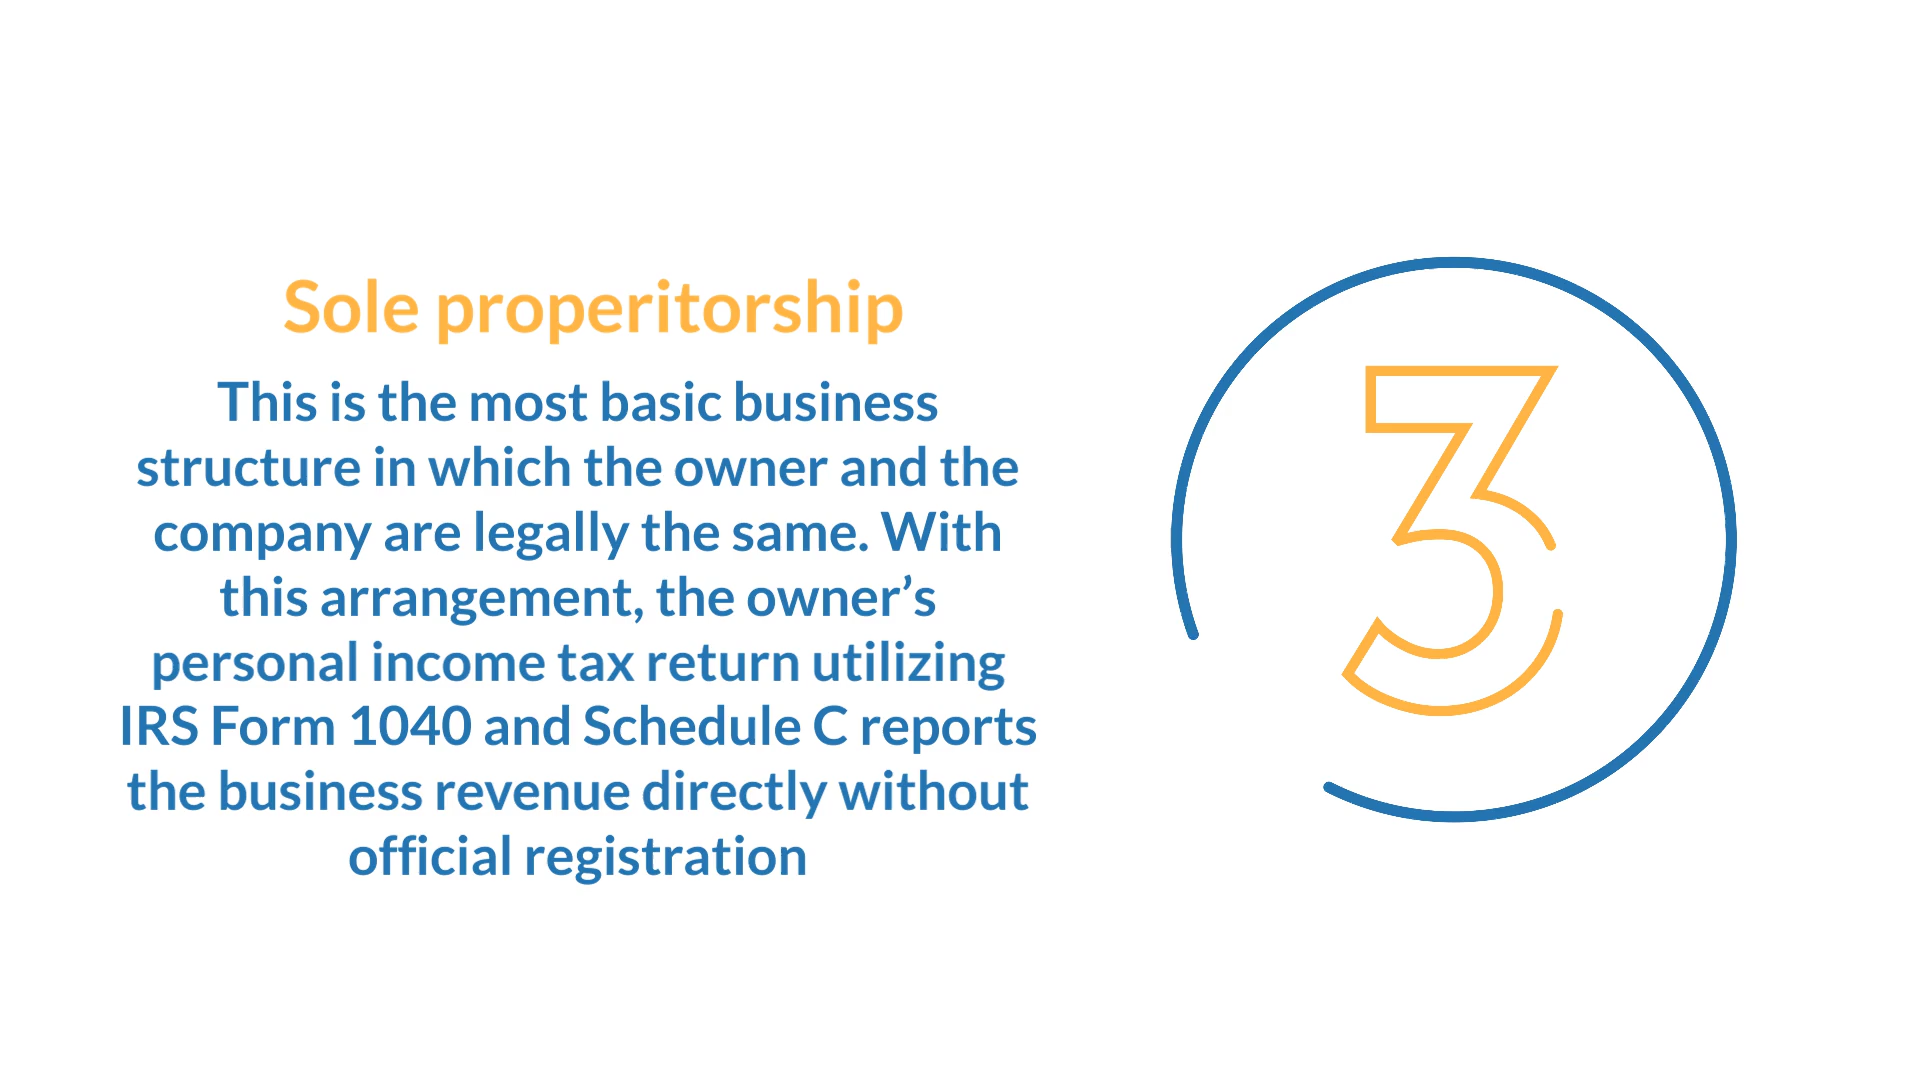 Sole properitorship
This is the most basic business
structure in which the owner and the
company are legally the same. With
this arrangement, the owner’s
personal income tax return utilizing
IRS Form 1040 and Schedule C reports
the business revenue directly without
official registration
3